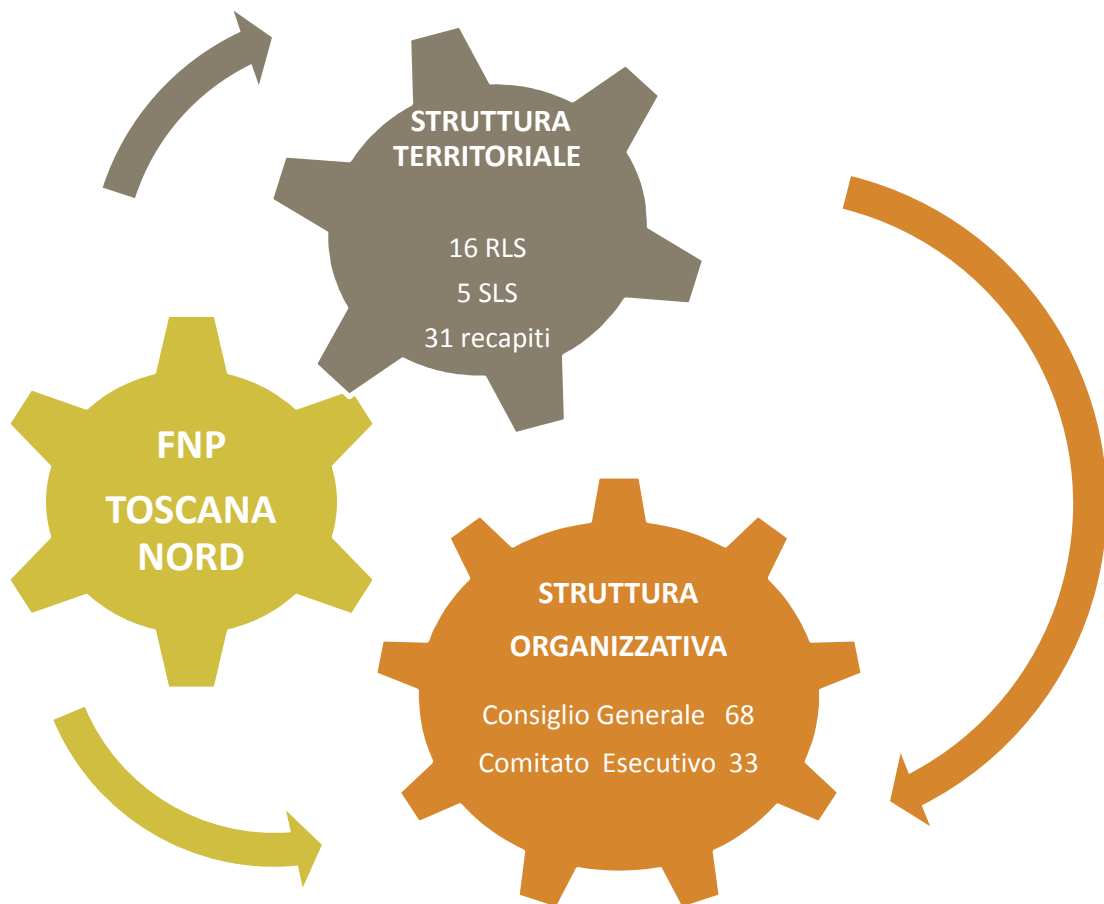 STRUTTURA
TERRITORIALE
16 RLS
5 SLS
31 recapiti
FNP
TOSCANA
NORD
STRUTTURA
ORGANIZZATIVA
Consiglio Generale 68
Comitato Esecutivo 33